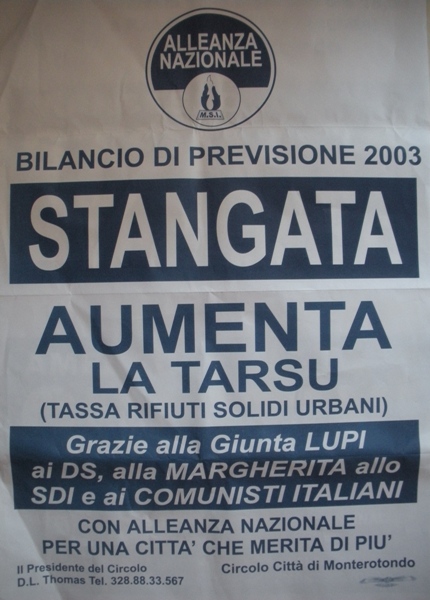 ALLEANZA
NAZIONALE
M.S.I.
BILANCIO DI PREVISIONE 2003
STANGATA
AUMENTA
LA TARSU
(TASSA RIFIUTI SOLIDI URBANI)
Grazie alla Giunta LUPI
ai DS, alla MARGHERITA allo
SDI e ai COMUNISTI ITALIANI
CON ALLEANZA NAZIONALE
PER UNA CITTA' CHE MERITA DI PIU'
Il Presidente del Circolo
D.L. Thomas Tel. 328.88.33.567
Circolo Città di Monterotondo